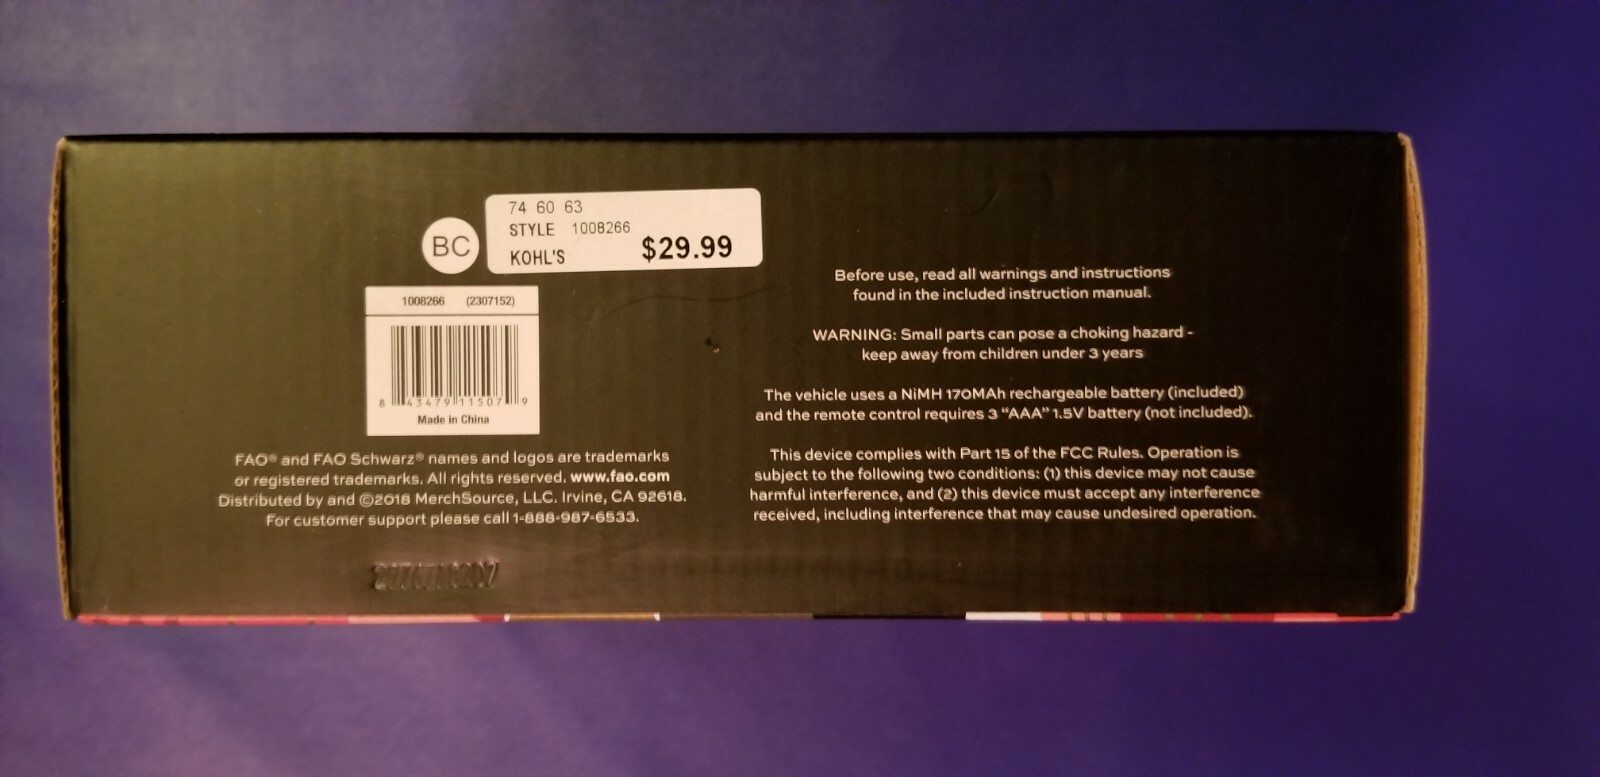 74 60 63
STYLE 1008266
KOHL'S $29.99
BC
1008266 (2307152)
8 43479 11507 9
Made in China
FAO® and FAO Schwarz® names and logos are trademarks
or registered trademarks. All rights reserved. www.fao.com
Distributed by and ©2018 MerchSource, LLC. Irvine, CA 92618.
For customer support please call 1-888-987-6533.
Before use, read all warnings and instructions
found in the included instruction manual.
WARNING: Small parts can pose a choking hazard -
keep away from children under 3 years
The vehicle uses a NiMH 170MAh rechargeable battery (included)
and the remote control requires 3 “AAA” 1.5V battery (not included).
This device complies with Part 15 of the FCC Rules. Operation is
subject to the following two conditions: (1) this device may not cause
harmful interference, and (2) this device must accept any interference
received, including interference that may cause undesired operation.